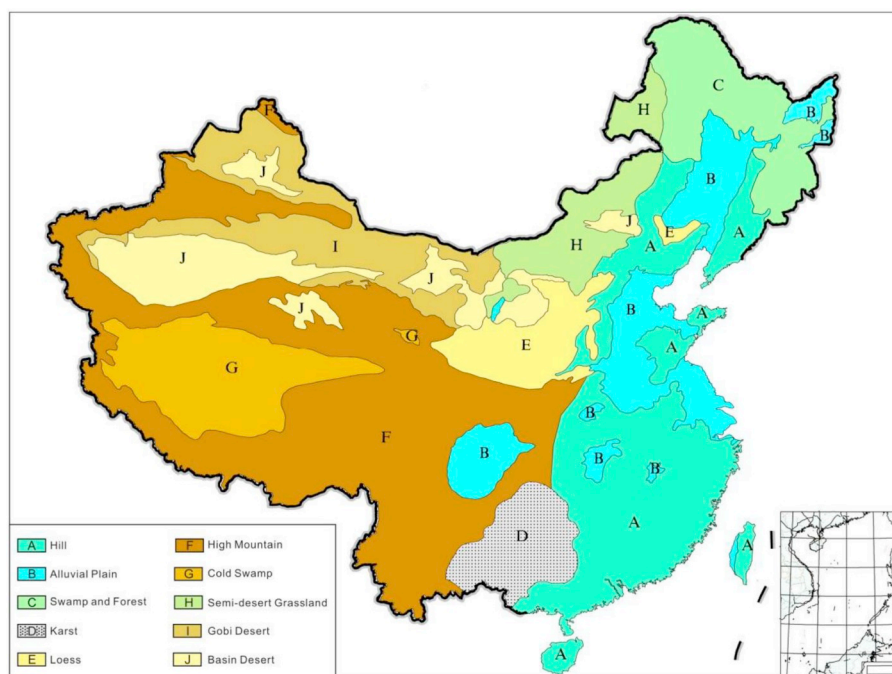 F
C
H
B
B
J
B
J
E
A
A
I
H
J
J
J
B
A
G
E
A
G
B
F
B
B
B
D
A
A
A
A Hill
B Alluvial Plain
C Swamp and Forest
D Karst
E Loess
F High Mountain
G Cold Swamp
H Semi-desert Grassland
I Gobi Desert
J Basin Desert